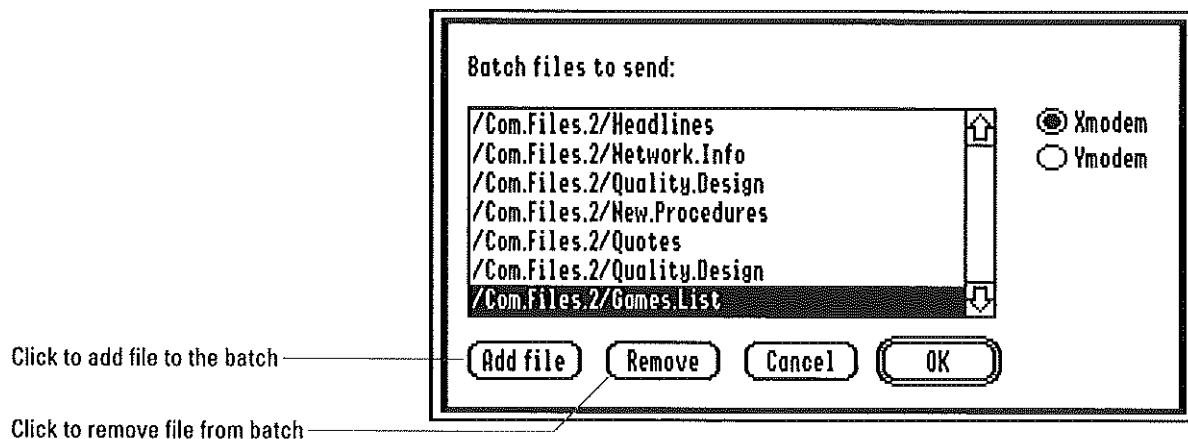 Batch files to send:
/Com.Files.2/Headlines
/Com.Files.2/Network.Info
/Com.Files.2/Quality.Design
/Com.Files.2/New.Procedures
/Com.Files.2/Quotes
/Com.Files.2/Quality.Design
/Com.Files.2/Games.List
Xmodem
Ymodem
Add file
Remove
Cancel
OK
Click to add file to the batch
Click to remove file from batch